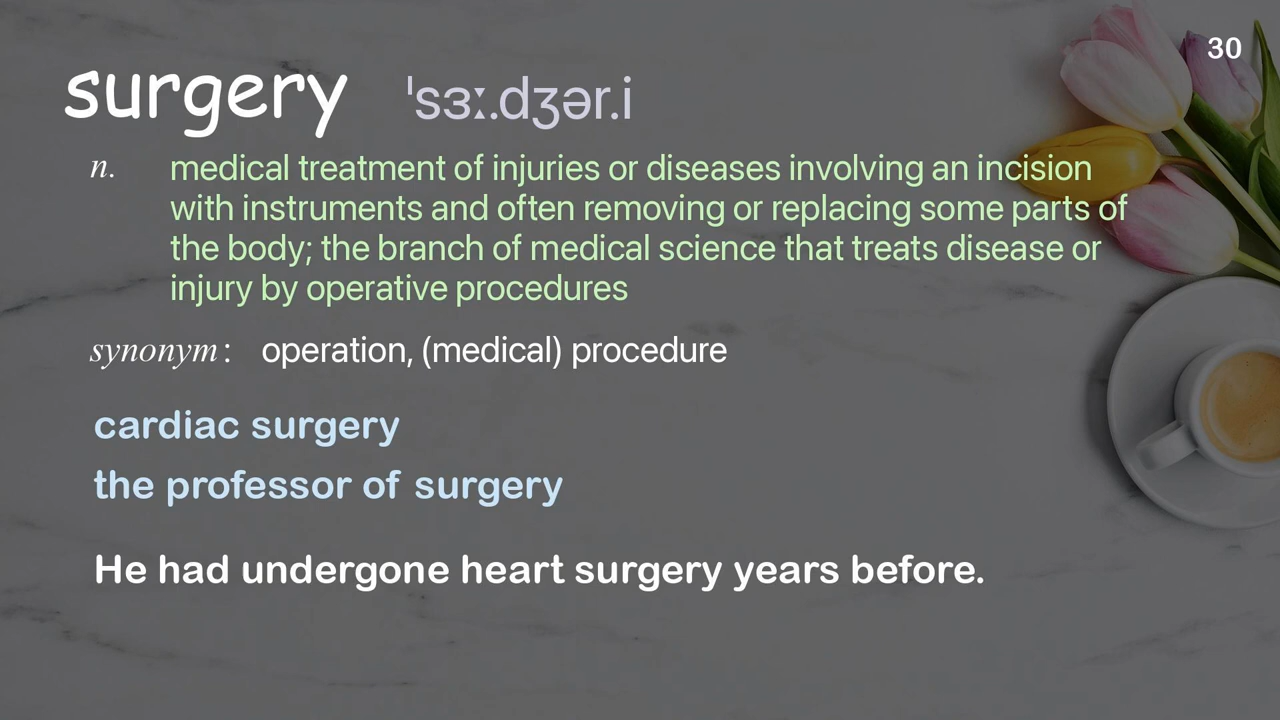 30
surgery ˈsɜː.dʒər.i
n. medical treatment of injuries or diseases involving an incision
with instruments and often removing or replacing some parts of
the body; the branch of medical science that treats disease or
injury by operative procedures
synonym: operation, (medical) procedure
cardiac surgery
the professor of surgery
He had undergone heart surgery years before.